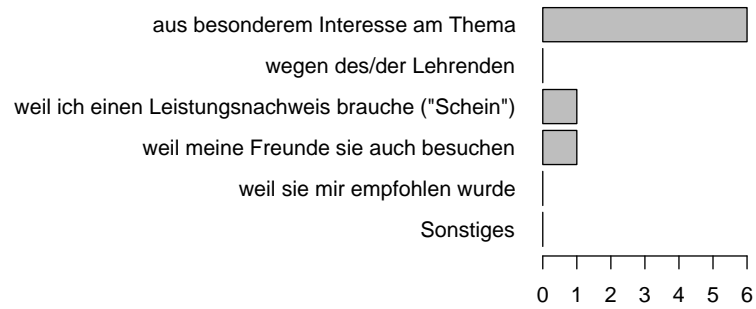 aus besonderem Interesse am Thema
wegen des/der Lehrenden
weil ich einen Leistungsnachweis brauche ("Schein")
weil meine Freunde sie auch besuchen
weil sie mir empfohlen wurde
Sonstiges
0 1 2 3 4 5 6